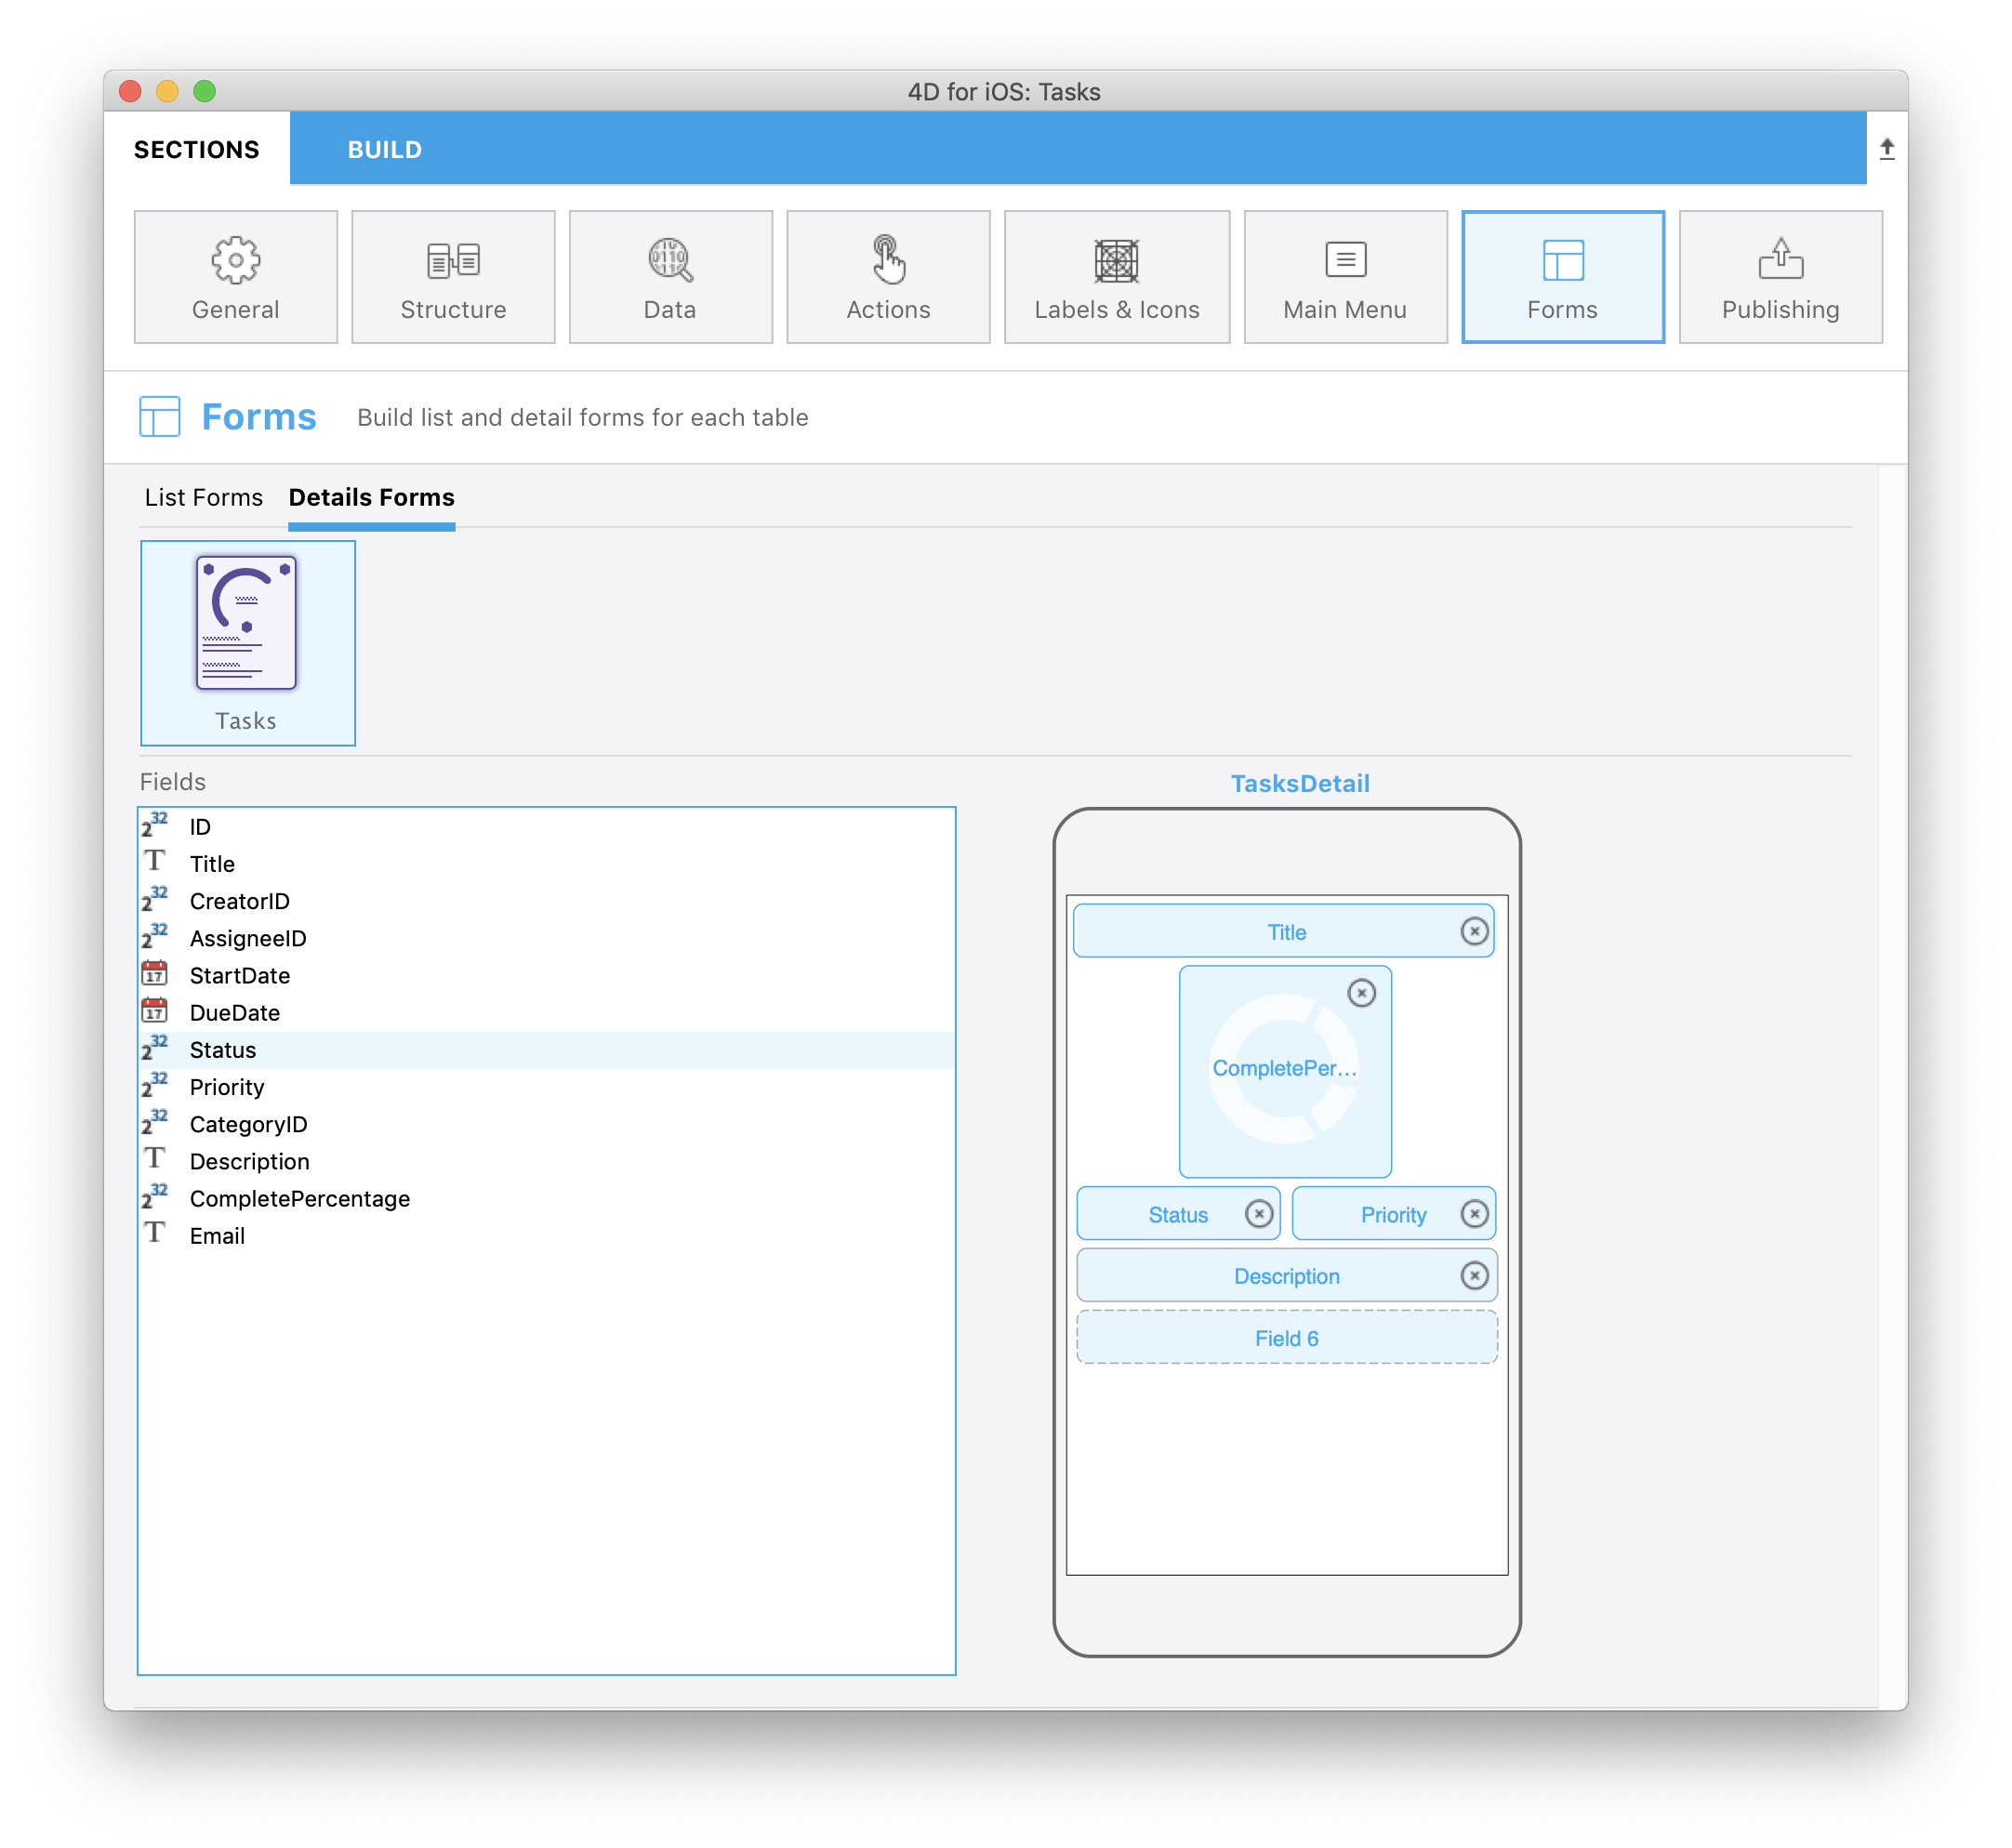 4D for iOS: Tasks
SECTIONS
BUILD
General
Structure
Data
Actions
Labels & Icons
Main Menu
Forms
Publishing
Forms
Build list and detail forms for each table
List Forms
Details Forms
Tasks
Fields
TasksDetail
2 32 ID
T Title
2 32 CreatorID
2 32 AssigneeID
17 StartDate
17 DueDate
2 32 Status
2 32 Priority
2 32 CategoryID
T Description
2 32 CompletePercentage
T Email
Title
CompletePer...
Status
Priority
Description
Field 6